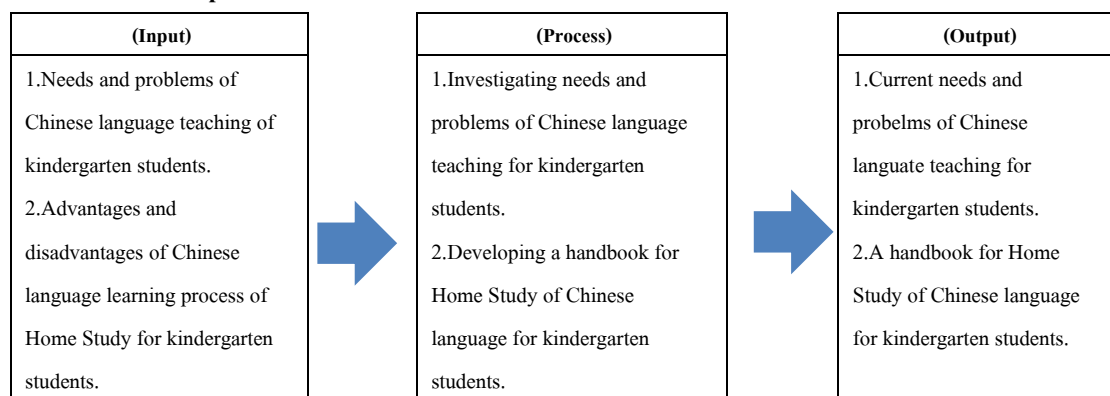 (Input)
1.Needs and problems of
Chinese language teaching of
kindergarten students.
2.Advantages and
disadvantages of Chinese
language learning process of
Home Study for kindergarten
students.
(Process)
1.Investigating needs and
problems of Chinese language
teaching for kindergarten
students.
2.Developing a handbook for
Home Study of Chinese
language for kindergarten
students.
(Output)
1.Current needs and
probelms of Chinese
languate teaching for
kindergarten students.
2.A handbook for Home
Study of Chinese language
for kindergarten students.